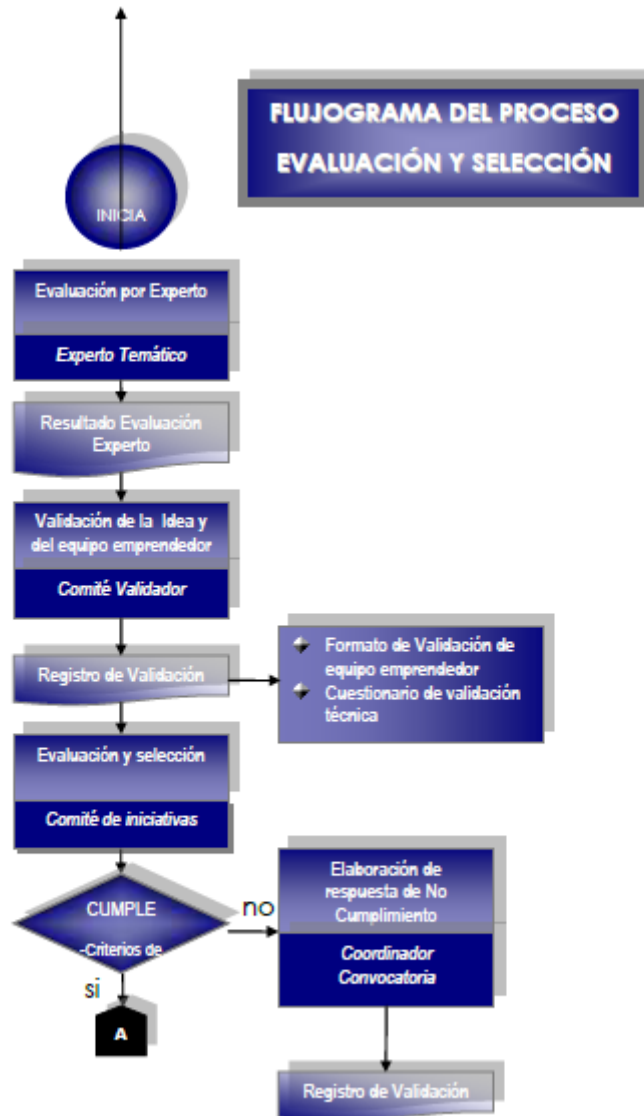 FLUJOGRAMA DEL PROCESO
EVALUACIÓN Y SELECCIÓN
INICIA
Evaluación por Experto
Experto Temático
Resultado Evaluación
Experto
Validación de la Idea y
del equipo emprendedor
Comité Validador
Registro de Validación
Formato de Validación de
equipo emprendedor
Cuestionario de validación
técnica
Evaluación y selección
Comité de iniciativas
CUMPLE
-Criterios de
no
si
A
Elaboración de
respuesta de No
Cumplimiento
Coordinador
Convocatoria
Registro de Validación